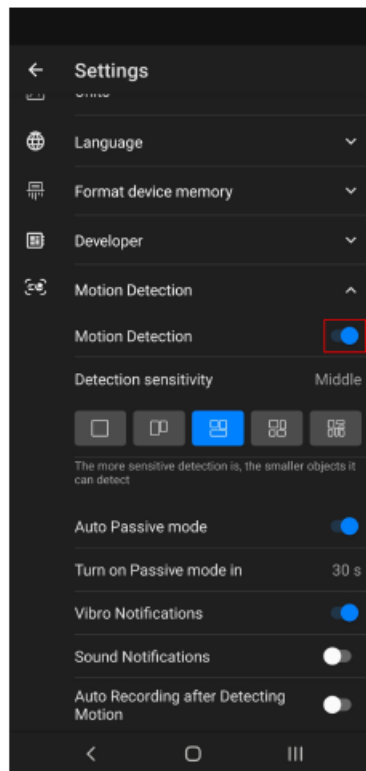 Settings
Units
Language
Format device memory
Developer
Motion Detection
Motion Detection
Detection sensitivity Middle
The more sensitive detection is, the smaller objects it
can detect
Auto Passive mode
Turn on Passive mode in 30 s
Vibro Notifications
Sound Notifications
Auto Recording after Detecting
Motion